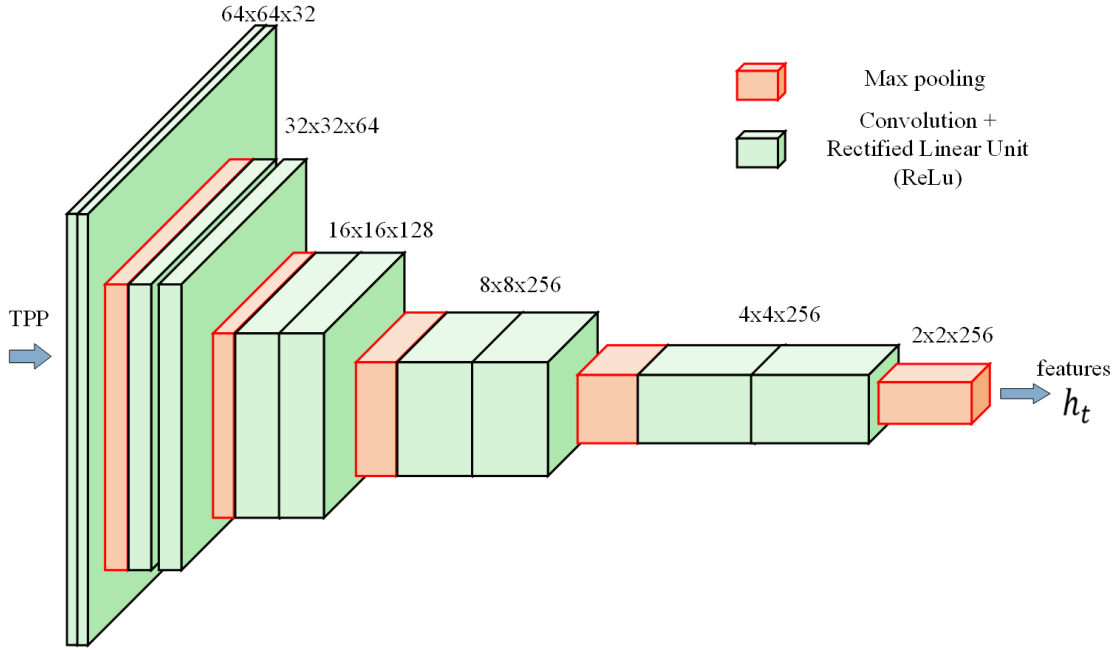 64x64x32
32x32x64
16x16x128
8x8x256
4x4x256
2x2x256
TPP
features
h_t
Max pooling
Convolution +
Rectified Linear Unit
(ReLu)